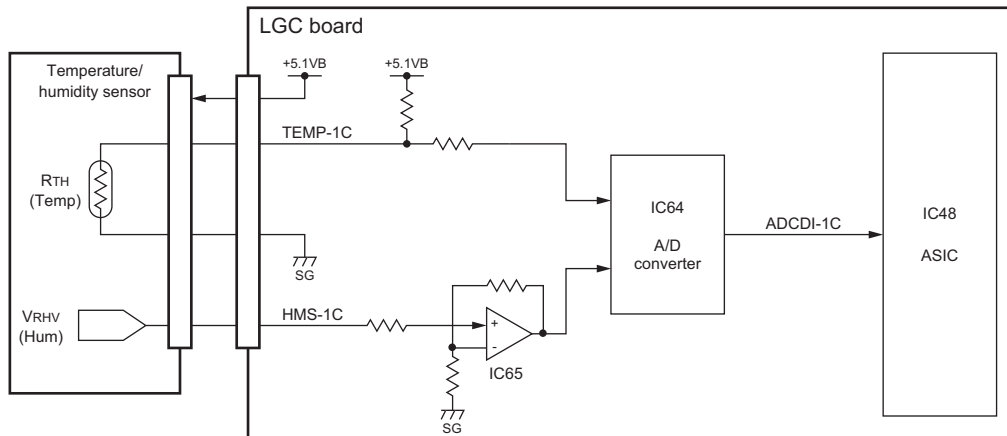 LGC board
Temperature/
humidity sensor
+5.1VB
+5.1VB
TEMP-1C
RTH
(Temp)
SG
IC64
A/D
converter
ADCDI-1C
IC48
ASIC
VRHV
(Hum)
HMS-1C
+
-
IC65
SG